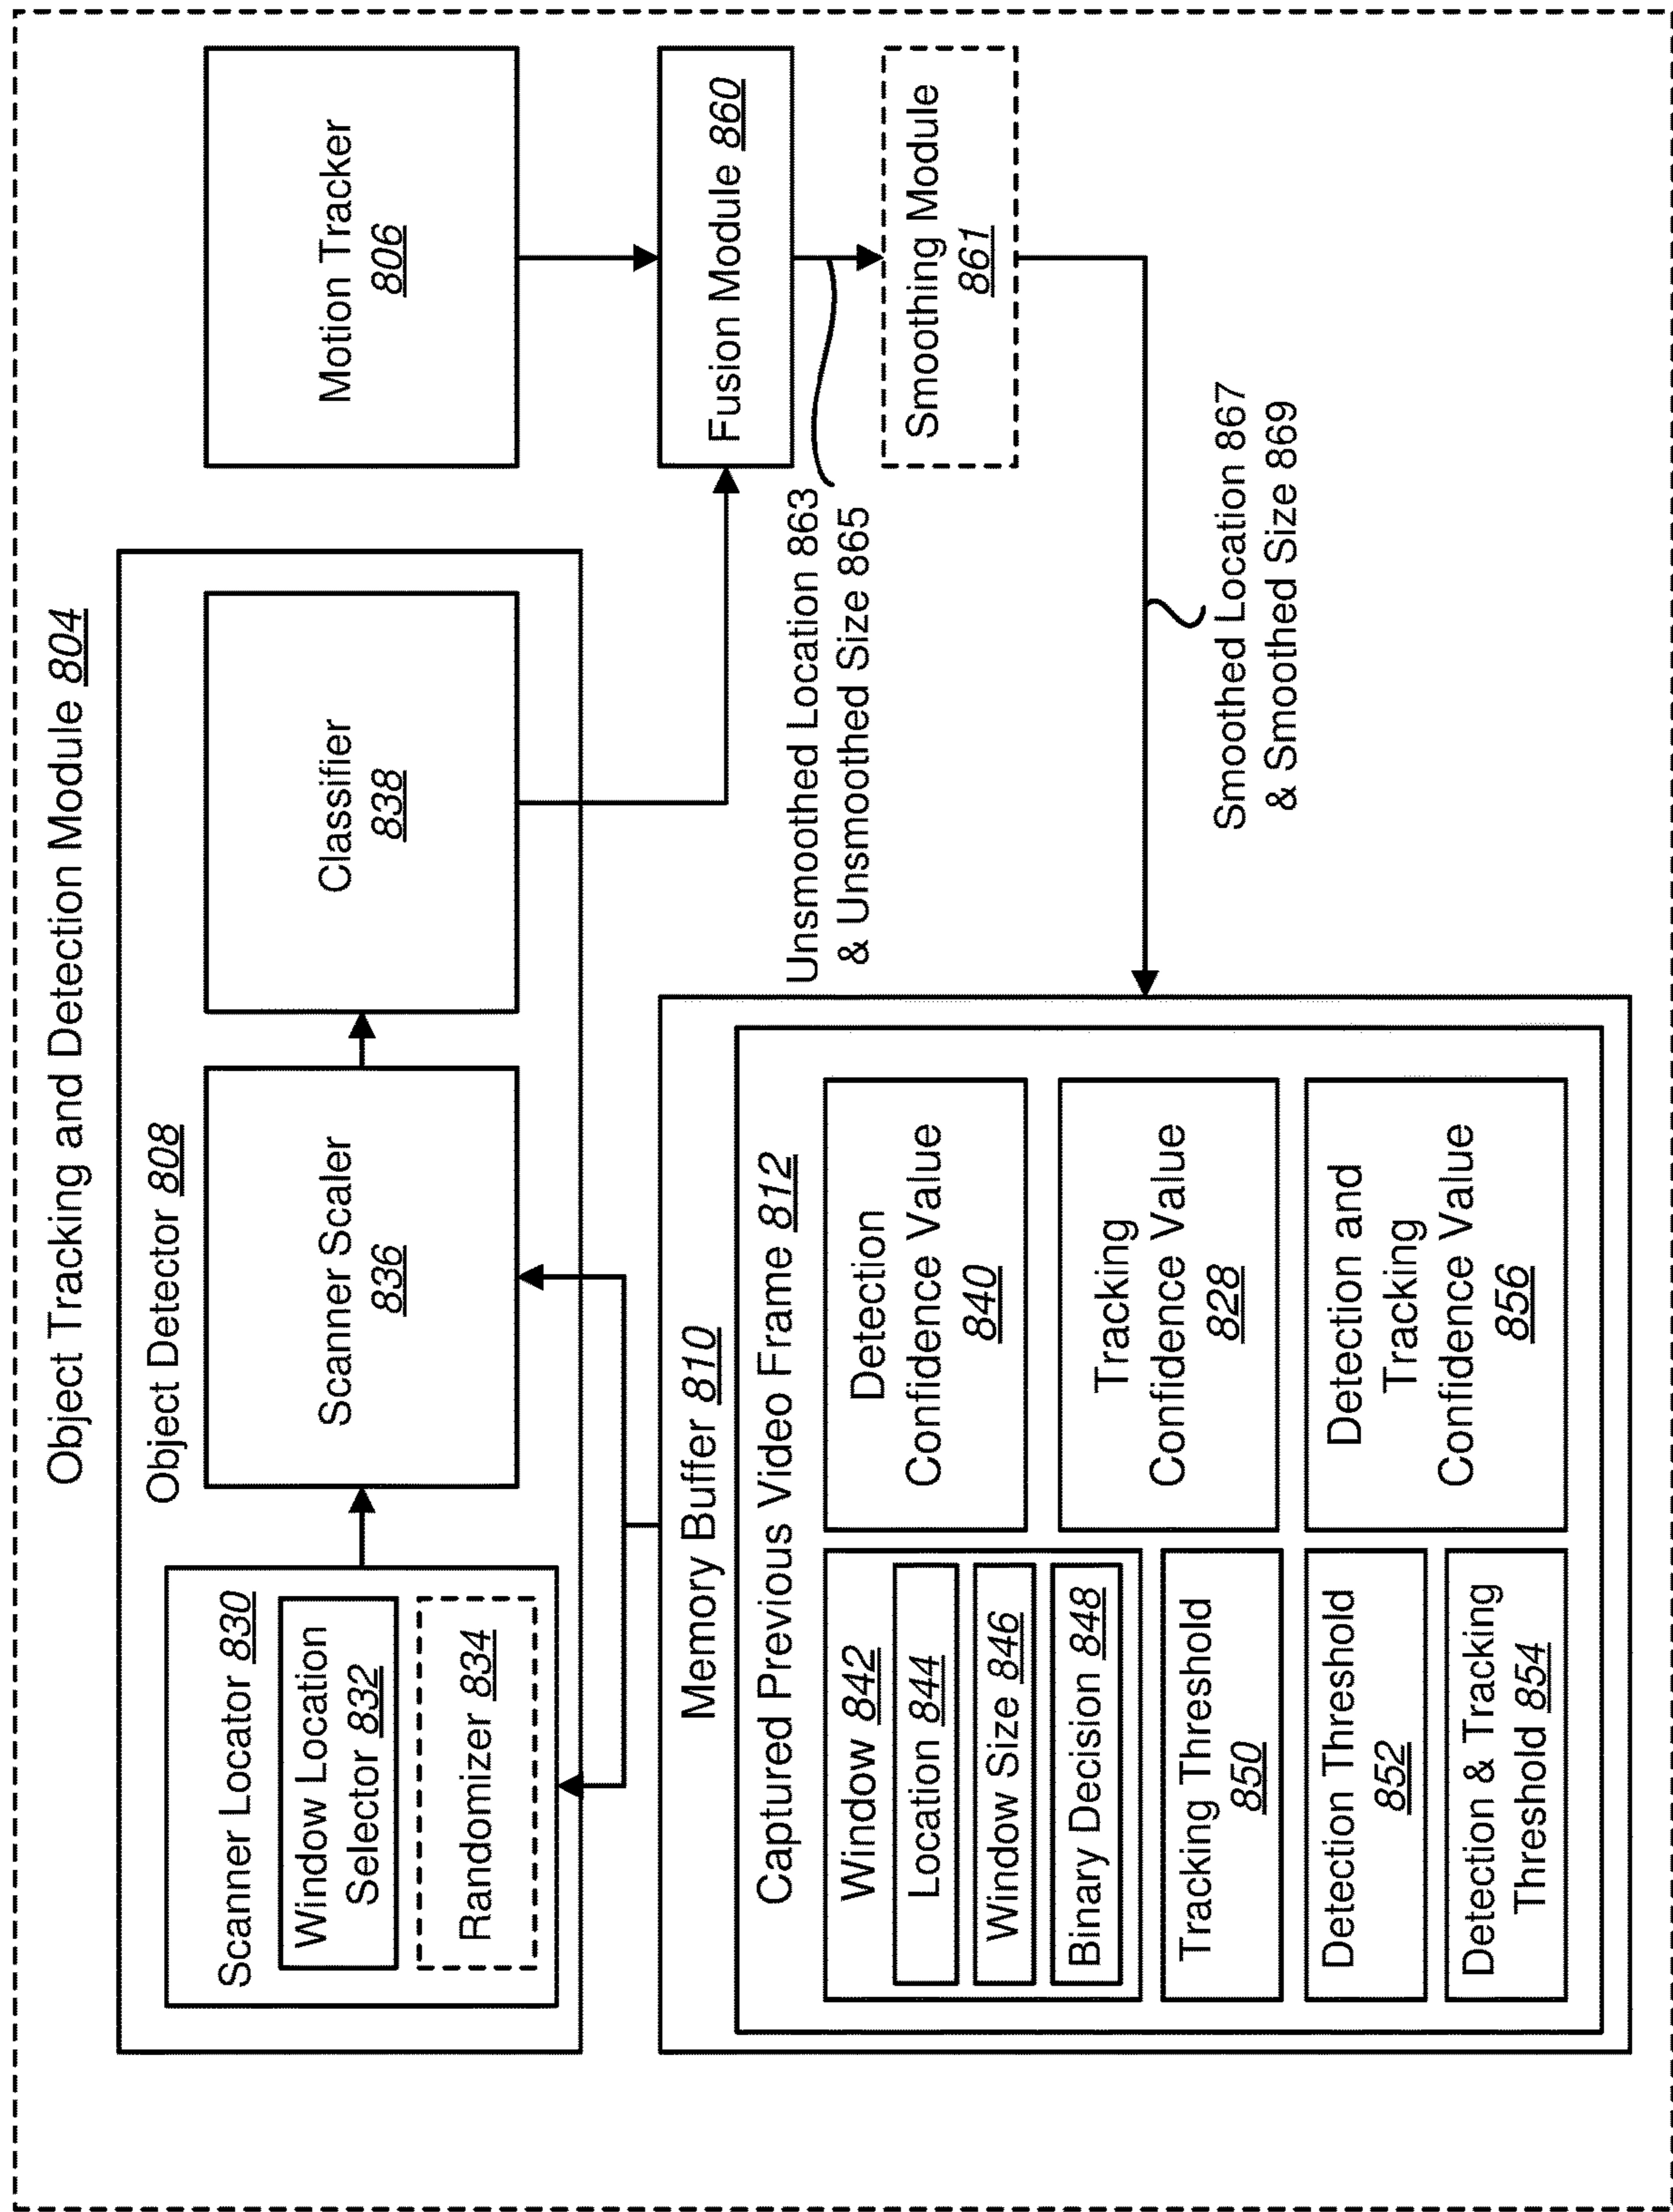 Object Tracking and Detection Module 804
Object Detector 808
Scanner Locator 830
Window Location
Selector 832
Randomizer 834
Scanner Scaler
836
Classifier
838
Motion Tracker
806
Fusion Module 860
Unsmoothed Location 863
& Unsmoothed Size 865
Smoothing Module
861
Smoothed Location 867
& Smoothed Size 869
Memory Buffer 810
Captured Previous Video Frame 812
Window 842
Location 844
Window Size 846
Binary Decision 848
Tracking Threshold
850
Detection Threshold
852
Detection & Tracking
Threshold 854
Detection
Confidence Value
840
Tracking
Confidence Value
828
Detection and
Tracking
Confidence Value
856